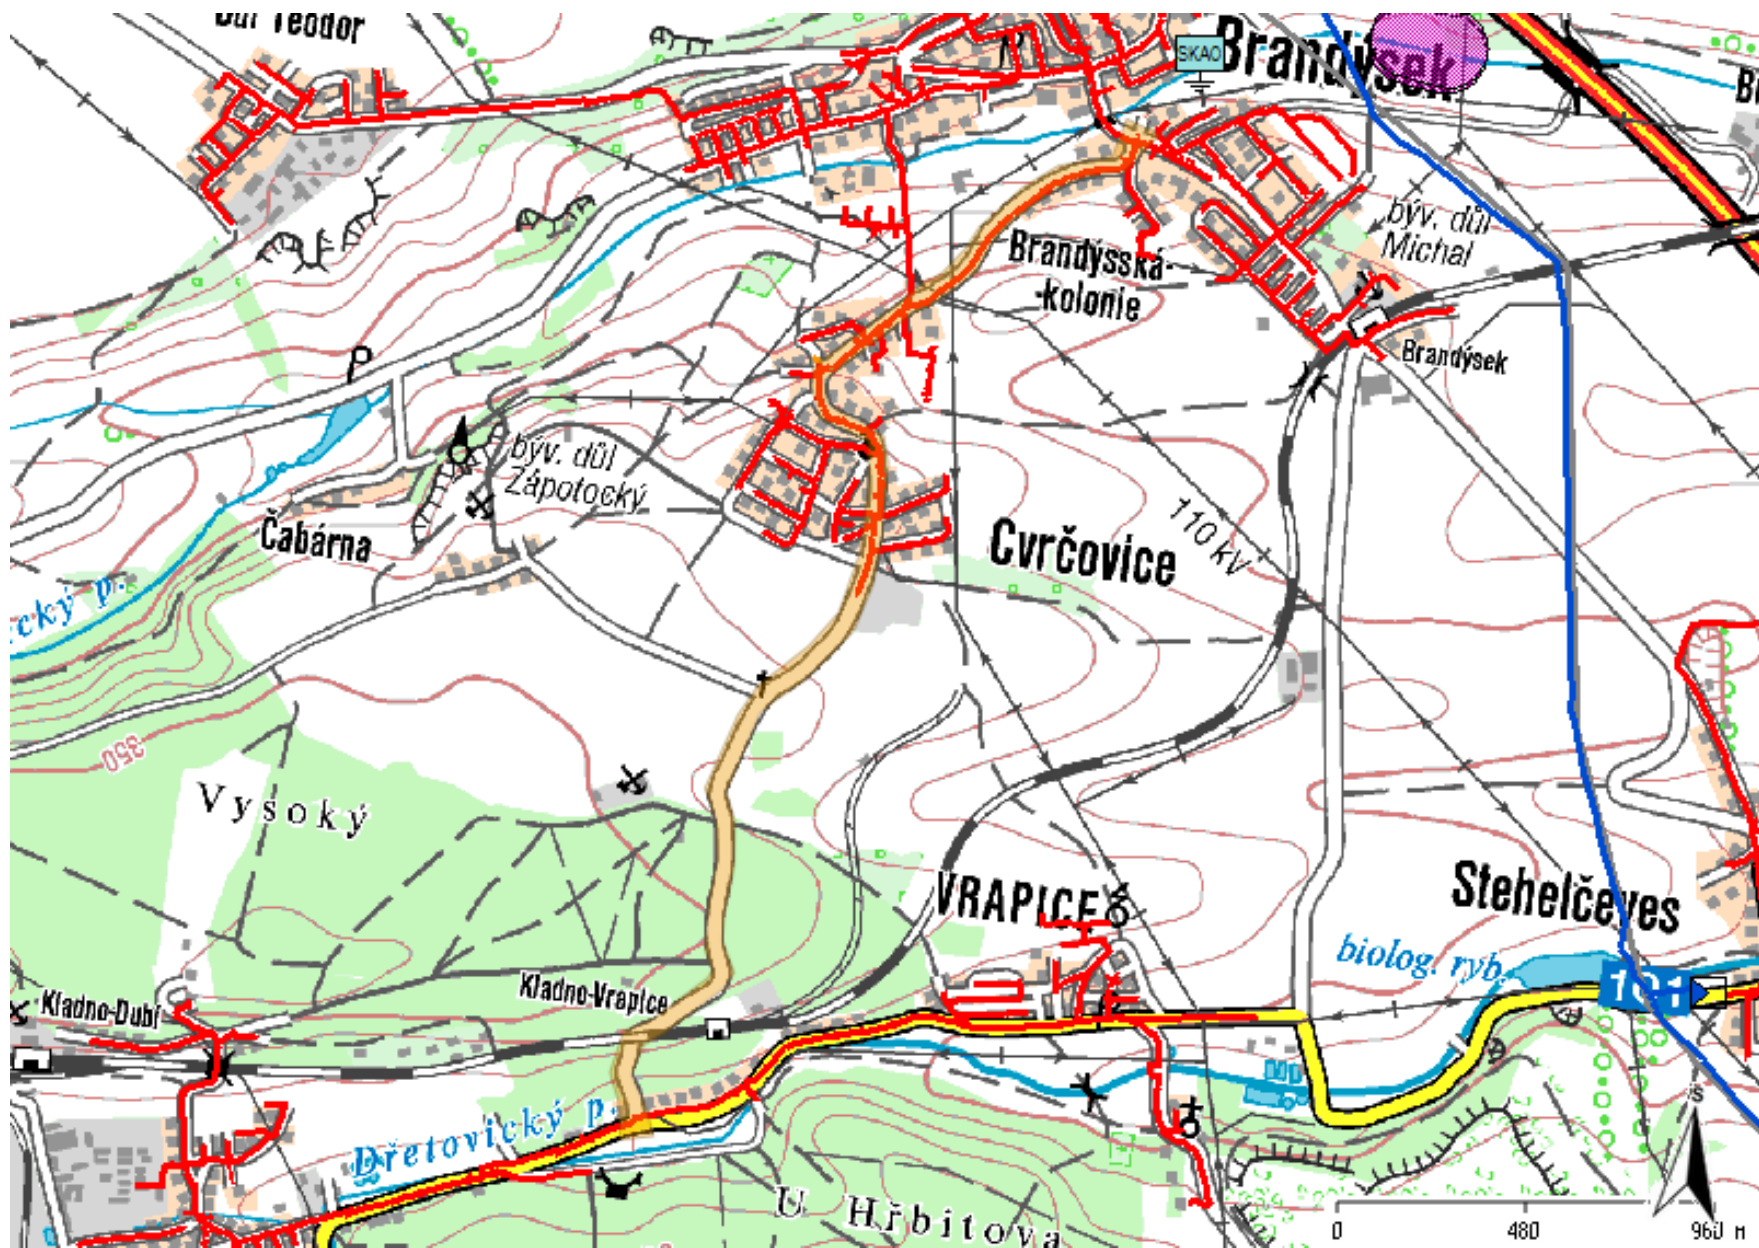 Důl Teodor
SKAO
Brandýsek
býv. důl
Michal
Brandýsská-
-kolonie
Brandýsek
býv. důl
Zápotocký
110 kV
Čabárna
Cvrčovice
cký p.
350
Vysoký
VRAPICE
Stehelčeves
biolog. ryb.
101
Kladno-Vrapice
Kladno-Dubí
Dřetovický p.
U Hřbitova
0 480 960 m